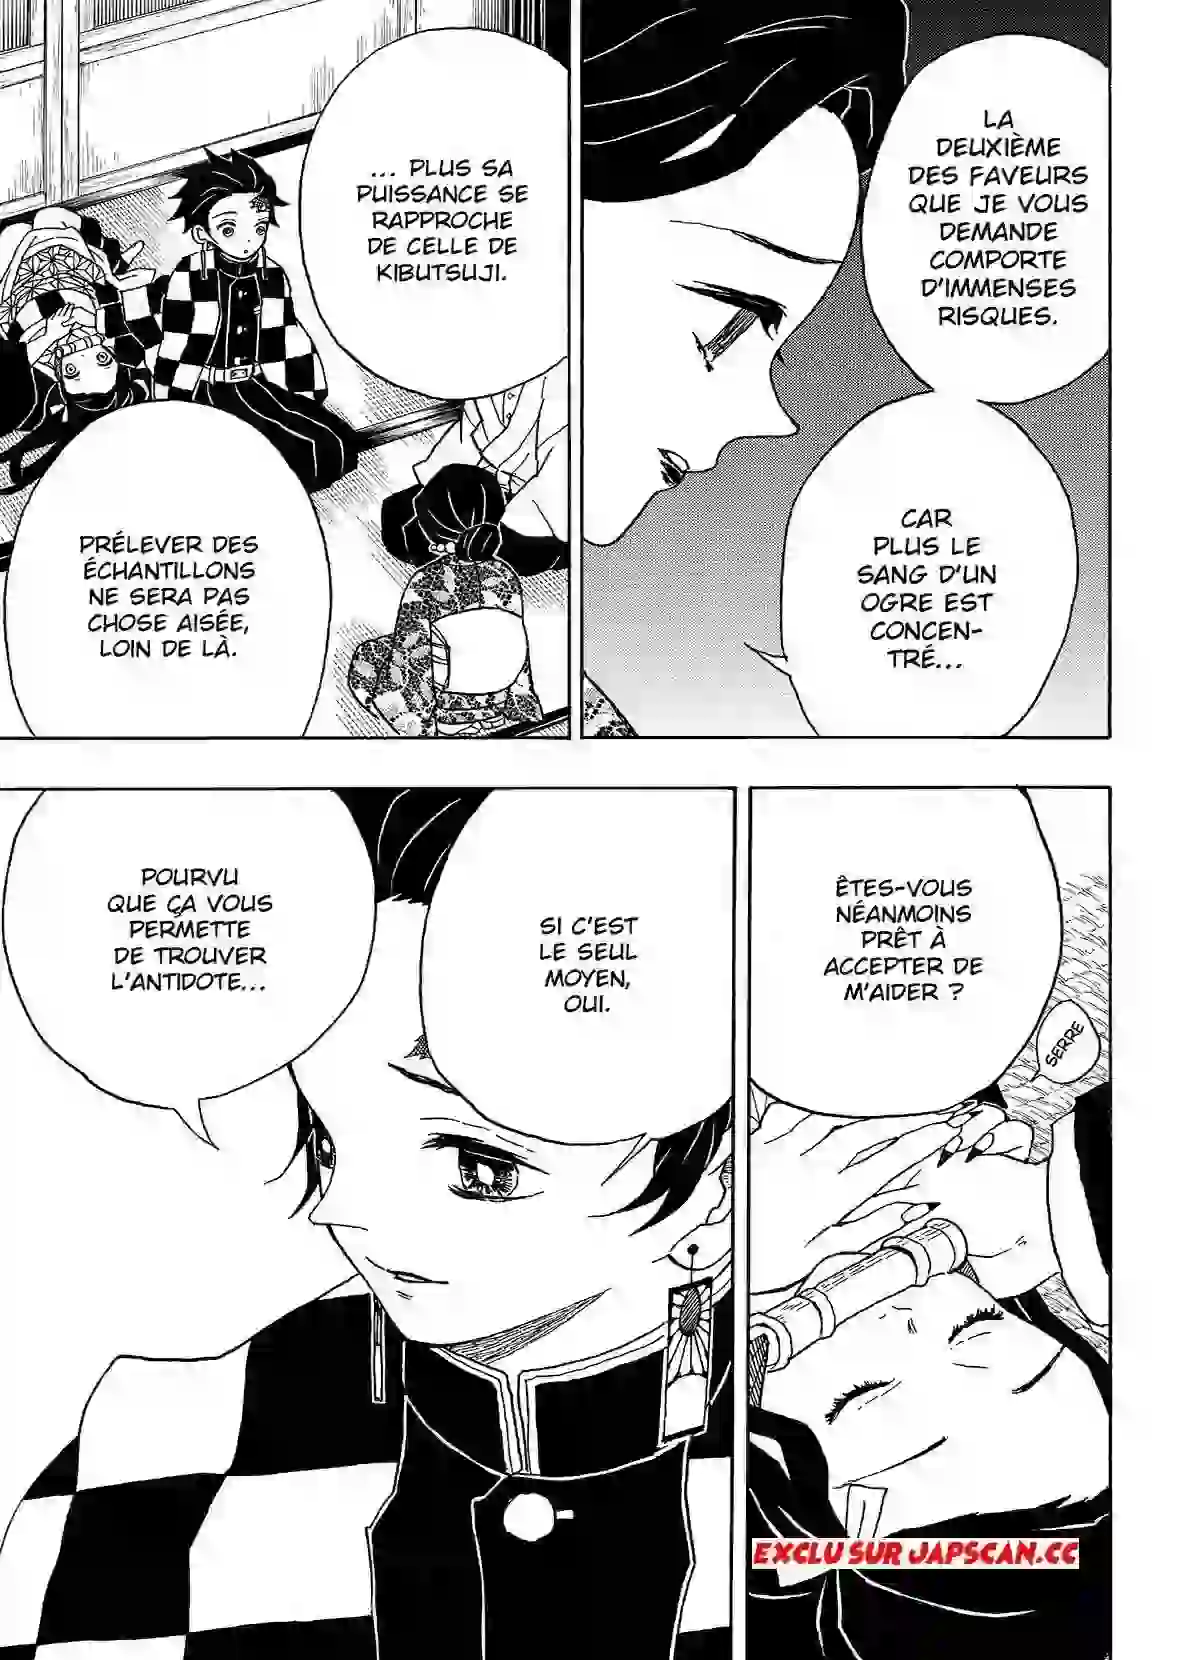 LA
DEUXIÈME
DES FAVEURS
QUE JE VOUS
DEMANDE
COMPORTE
D'IMMENSES
RISQUES.
CAR
PLUS LE
SANG D'UN
OGRE EST
CONCEN-
TRÉ...
... PLUS SA
PUISSANCE SE
RAPPROCHE
DE CELLE DE
KIBUTSUJI.
PRÉLEVER DES
ÉCHANTILLONS
NE SERA PAS
CHOSE AISÉE,
LOIN DE LÀ.
ÊTES-VOUS
NÉANMOINS
PRÊT À
ACCEPTER DE
M'AIDER ?
SERRE
SI C'EST
LE SEUL
MOYEN,
OUI.
POURVU
QUE ÇA VOUS
PERMETTE
DE TROUVER
L'ANTIDOTE...
EXCLU SUR JAPSCAN.CC